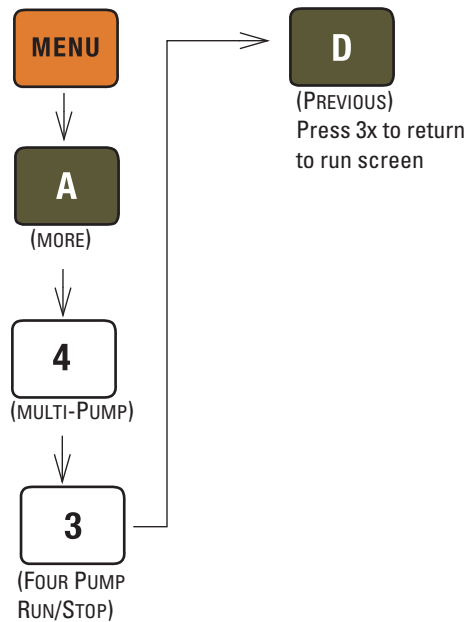 MENU
A
(MORE)
4
(MULTI-PUMP)
3
(FOUR PUMP
RUN/STOP)
D
(PREVIOUS)
Press 3x to return
to run screen